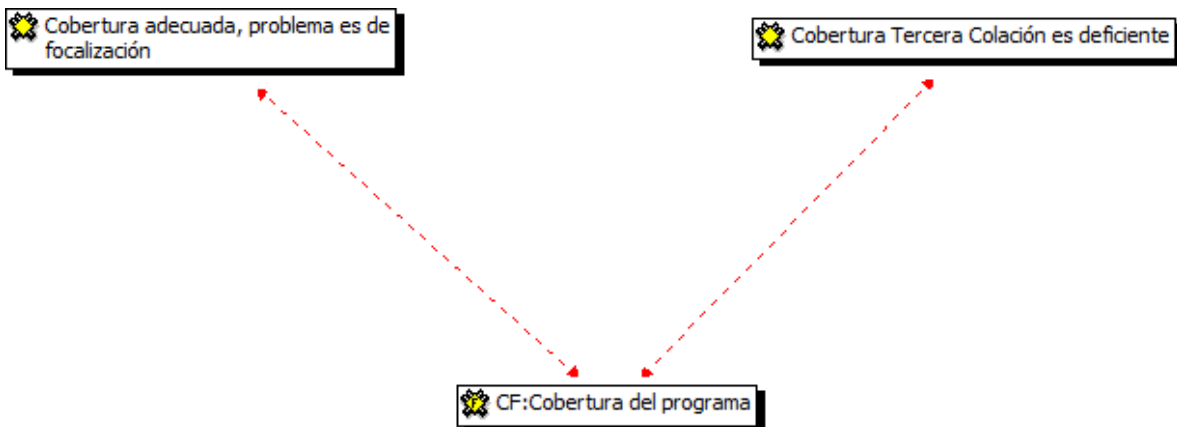 Cobertura adecuada, problema es de
focalización
Cobertura Tercera Colación es deficiente
CF:Cobertura del programa